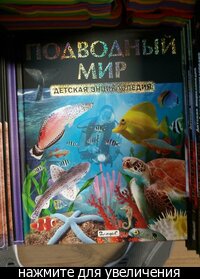 ПОДВОДНЫЙ
МИР
ДЕТСКАЯ ЭНЦИКЛОПЕДИЯ
нажмите для увеличения